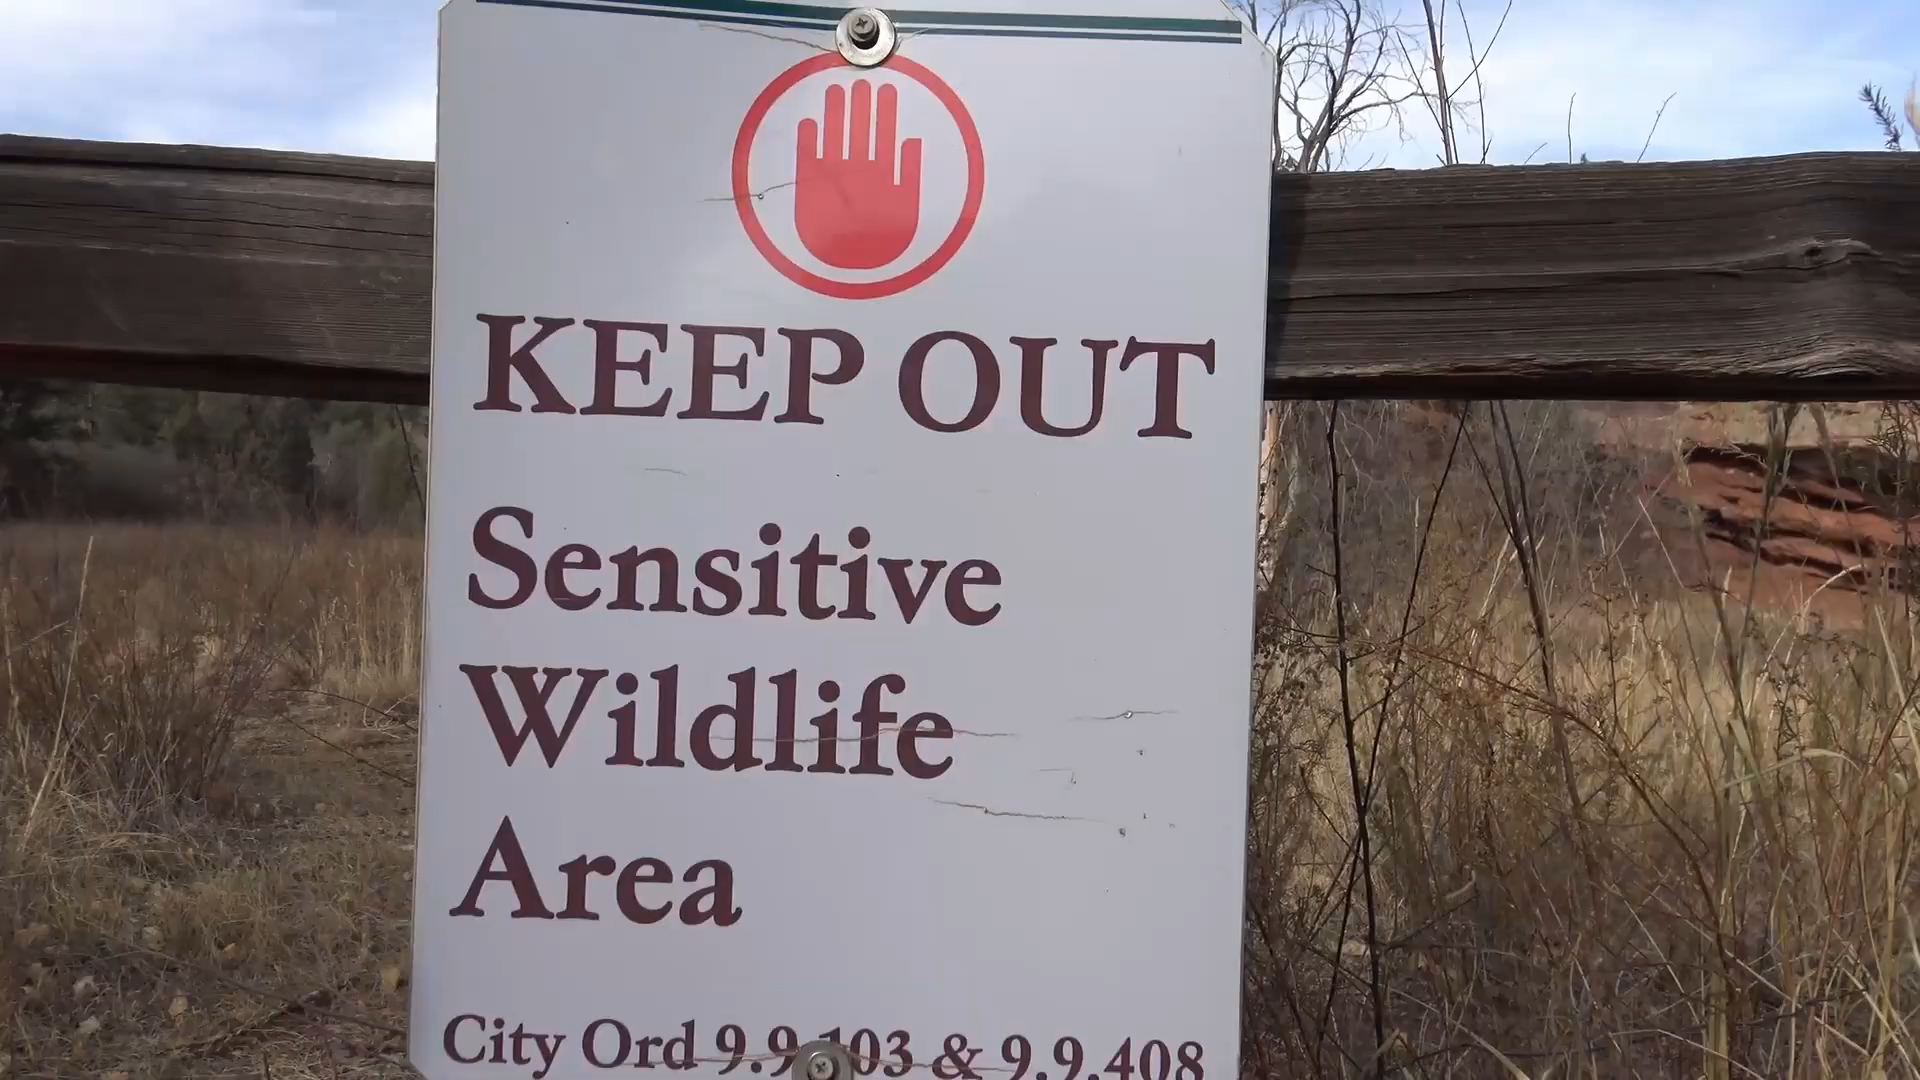 KEEP OUT
Sensitive
Wildlife
Area
City Ord 9.9.103 & 9.9.408